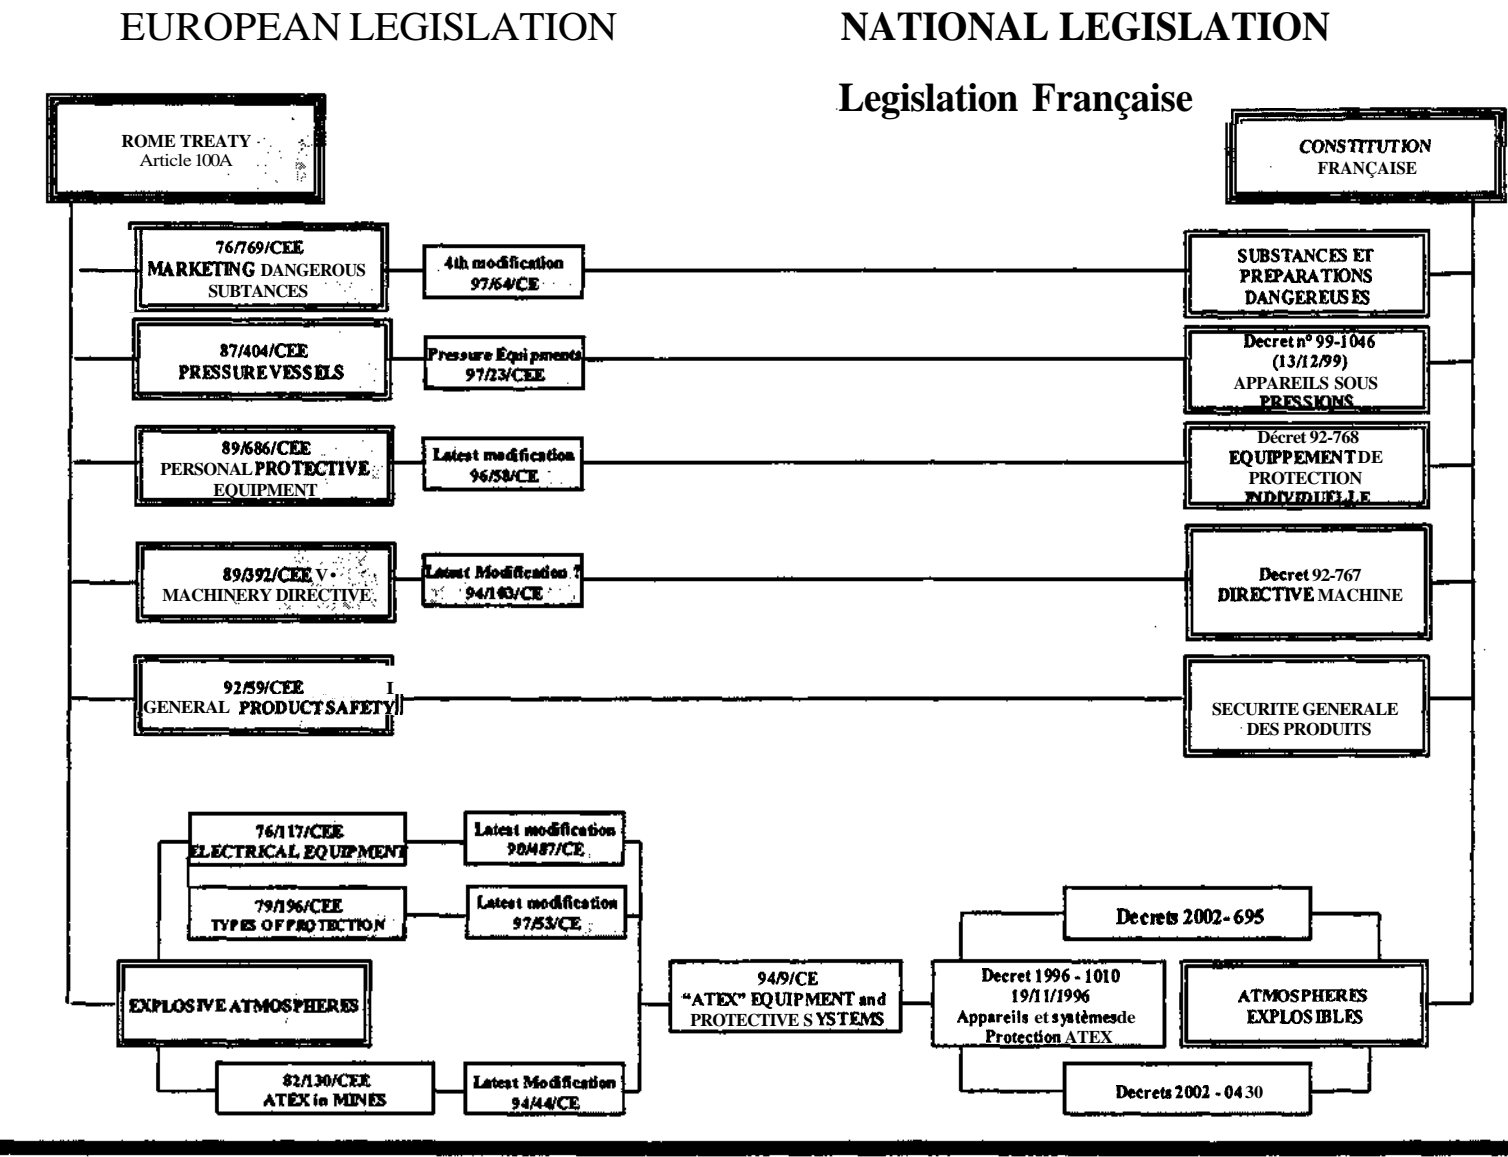 EUROPEAN LEGISLATION
NATIONAL LEGISLATION
Legislation Française
ROME TREATY
Article 100A
CONSTITUTION
FRANÇAISE
76/769/CEE
MARKETING DANGEROUS
SUBTANCES
4th modification
97/64/CE
SUBSTANCES ET
PREPARATIONS
DANGEREUSES
87/404/CEE
PRESSURE VESSELS
Pressure Equipments
97/23/CEE
Decret n° 99-1046
(13/12/99)
APPAREILS SOUS
PRESSIONS
89/686/CEE
PERSONAL PROTECTIVE
EQUIPMENT
Latest modification
96/58/CE
Décret 92-768
EQUIPPEMENT DE
PROTECTION
INDIVIDUELLE
89/392/CEE V •
MACHINERY DIRECTIVE
Latest Modification ?
94/103/CE
Decret 92-767
DIRECTIVE MACHINE
92/59/CEE
GENERAL PRODUCT SAFETY
SECURITE GENERALE
DES PRODUITS
76/117/CEE
ELECTRICAL EQUIPMENT
Latest modification
90/487/CE
79/196/CEE
TYPES OF PROTECTION
Latest modification
97/53/CE
EXPLOSIVE ATMOSPHERES
94/9/CE
"ATEX" EQUIPMENT and
PROTECTIVE SYSTEMS
Decrets 2002- 695
Decret 1996 - 1010
19/11/1996
Appareils et systèmes de
Protection ATEX
ATMOSPHERES
EXPLOSIBLES
82/130/CEE
ATEX in MINES
Latest Modification
94/44/CE
Decrets 2002 - 0430